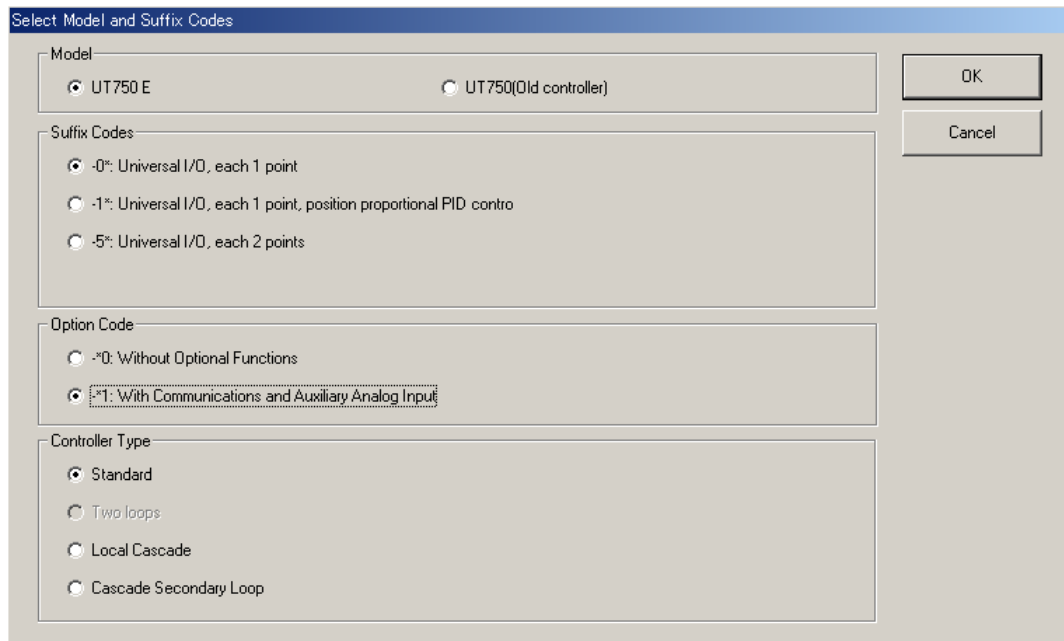 Select Model and Suffix Codes
Model
UT750 E
UT750(Old controller)
OK
Cancel
Suffix Codes
-0*: Universal I/O, each 1 point
-1*: Universal I/O, each 1 point, position proportional PID contro
-5*: Universal I/O, each 2 points
Option Code
-*0: Without Optional Functions
-*1: With Communications and Auxiliary Analog Input
Controller Type
Standard
Two loops
Local Cascade
Cascade Secondary Loop